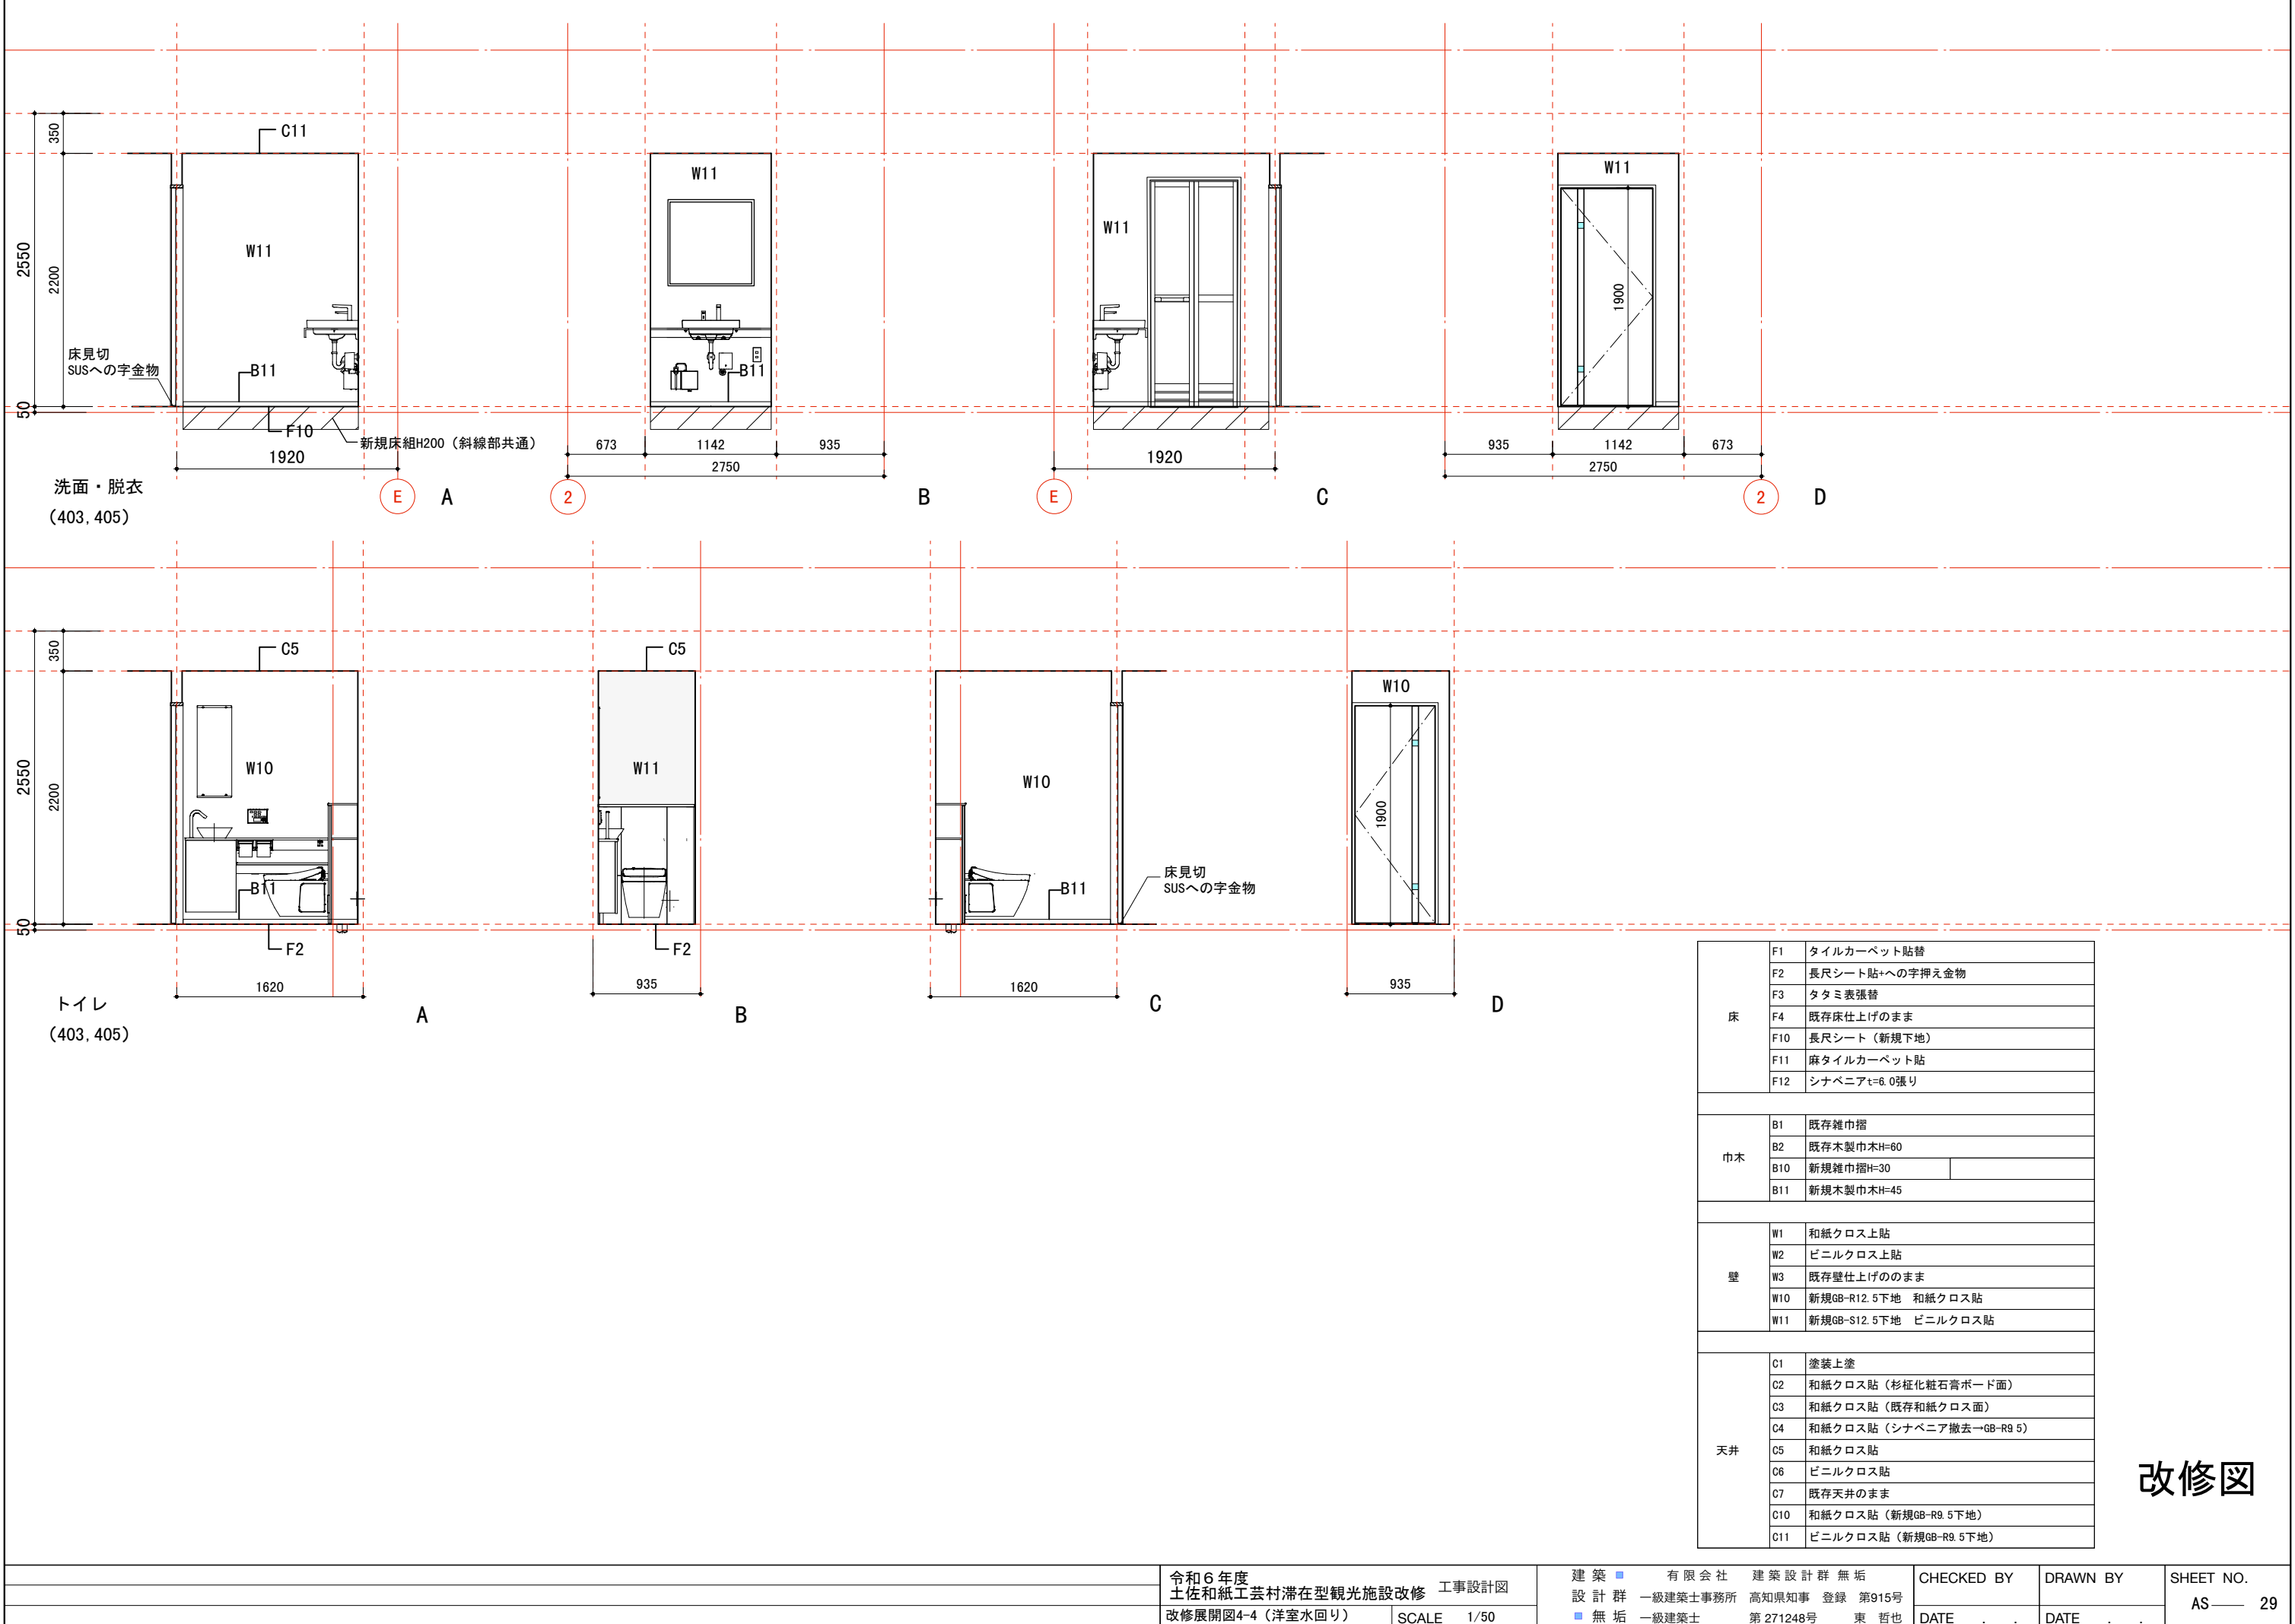 350
C11
W11
2550
2200
床見切
SUSへの字金物
B11
50
F10
新規床組H200（斜線部共通）
1920
E
A
W11
B11
673
1142
935
2750
2
B
W11
1920
E
C
W11
1900
935
1142
673
2750
2
D
洗面・脱衣
（403,405）
350
C5
W10
2550
2200
B11
50
F2
1620
A
C5
W11
F2
935
B
W10
B11
床見切
SUSへの字金物
1620
C
W10
1900
935
D
トイレ
（403,405）
床
F1 タイルカーペット貼替
F2 長尺シート貼+への字押え金物
F3 タタミ表張替
F4 既存床仕上げのまま
F10 長尺シート（新規下地）
F11 麻タイルカーペット貼
F12 シナベニアt=6.0張り
巾木
B1 既存雑巾摺
B2 既存木製巾木H=60
B10 新規雑巾摺H=30
B11 新規木製巾木H=45
壁
W1 和紙クロス上貼
W2 ビニルクロス上貼
W3 既存壁仕上げののまま
W10 新規GB-R12.5下地　和紙クロス貼
W11 新規GB-S12.5下地　ビニルクロス貼
天井
C1 塗装上塗
C2 和紙クロス貼（杉柾化粧石膏ボード面）
C3 和紙クロス貼（既存和紙クロス面）
C4 和紙クロス貼（シナベニア撤去→GB-R9.5）
C5 和紙クロス貼
C6 ビニルクロス貼
C7 既存天井のまま
C10 和紙クロス貼（新規GB-R9.5下地）
C11 ビニルクロス貼（新規GB-R9.5下地）
改修図
令和６年度
土佐和紙工芸村滞在型観光施設改修　工事設計図
改修展開図4-4（洋室水回り）　SCALE　1/50
建築　有限会社　建築設計群 無垢
設計群　一級建築士事務所　高知県知事　登録　第915号
無垢　一級建築士　第 271248号　東　哲也
CHECKED BY
DATE . .
DRAWN BY
DATE . .
SHEET NO.
AS— 29